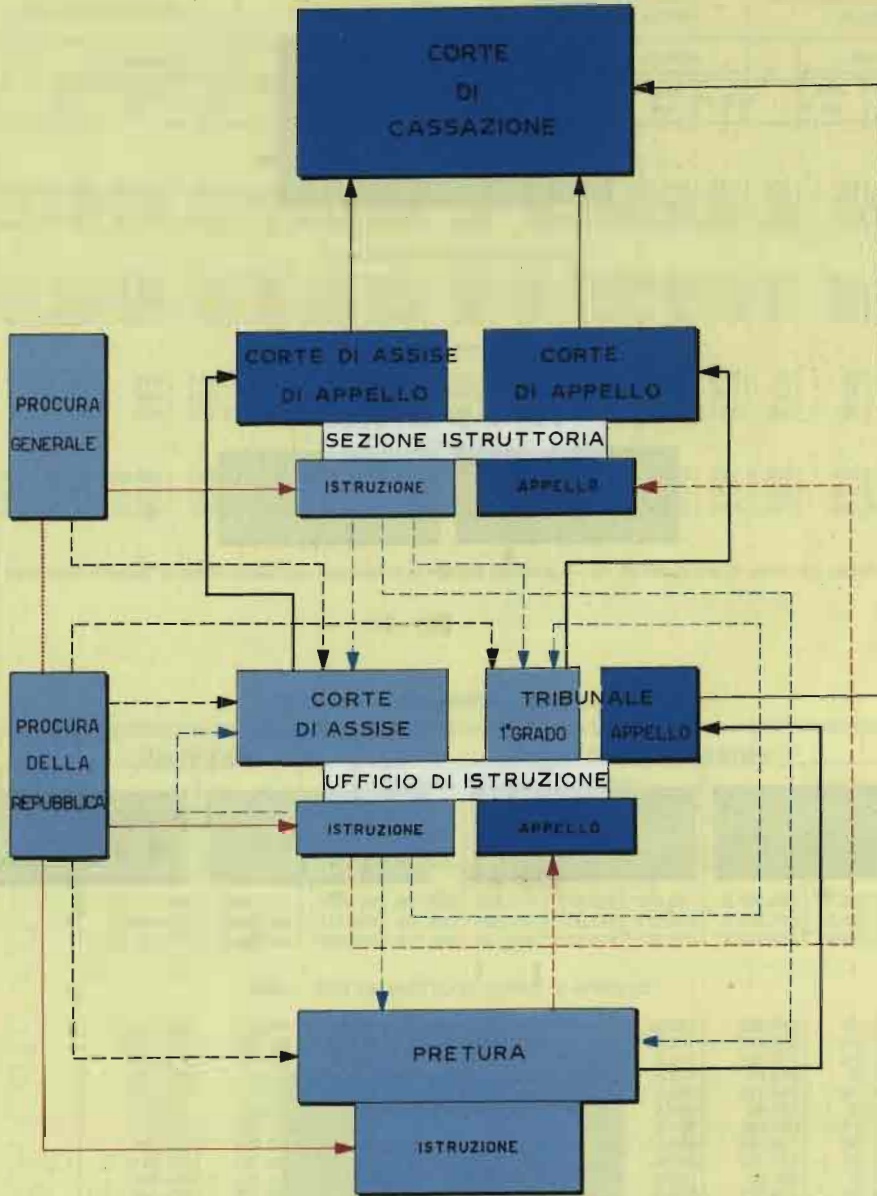 CORTE
DI
CASSAZIONE
PROCURA
GENERALE
CORTE DI ASSISE
DI APPELLO
CORTE
DI APPELLO
SEZIONE ISTRUTTORIA
ISTRUZIONE
APPELLO
PROCURA
DELLA
REPUBBLICA
CORTE
DI ASSISE
TRIBUNALE
1°GRADO
APPELLO
UFFICIO DI ISTRUZIONE
ISTRUZIONE
APPELLO
PRETURA
ISTRUZIONE